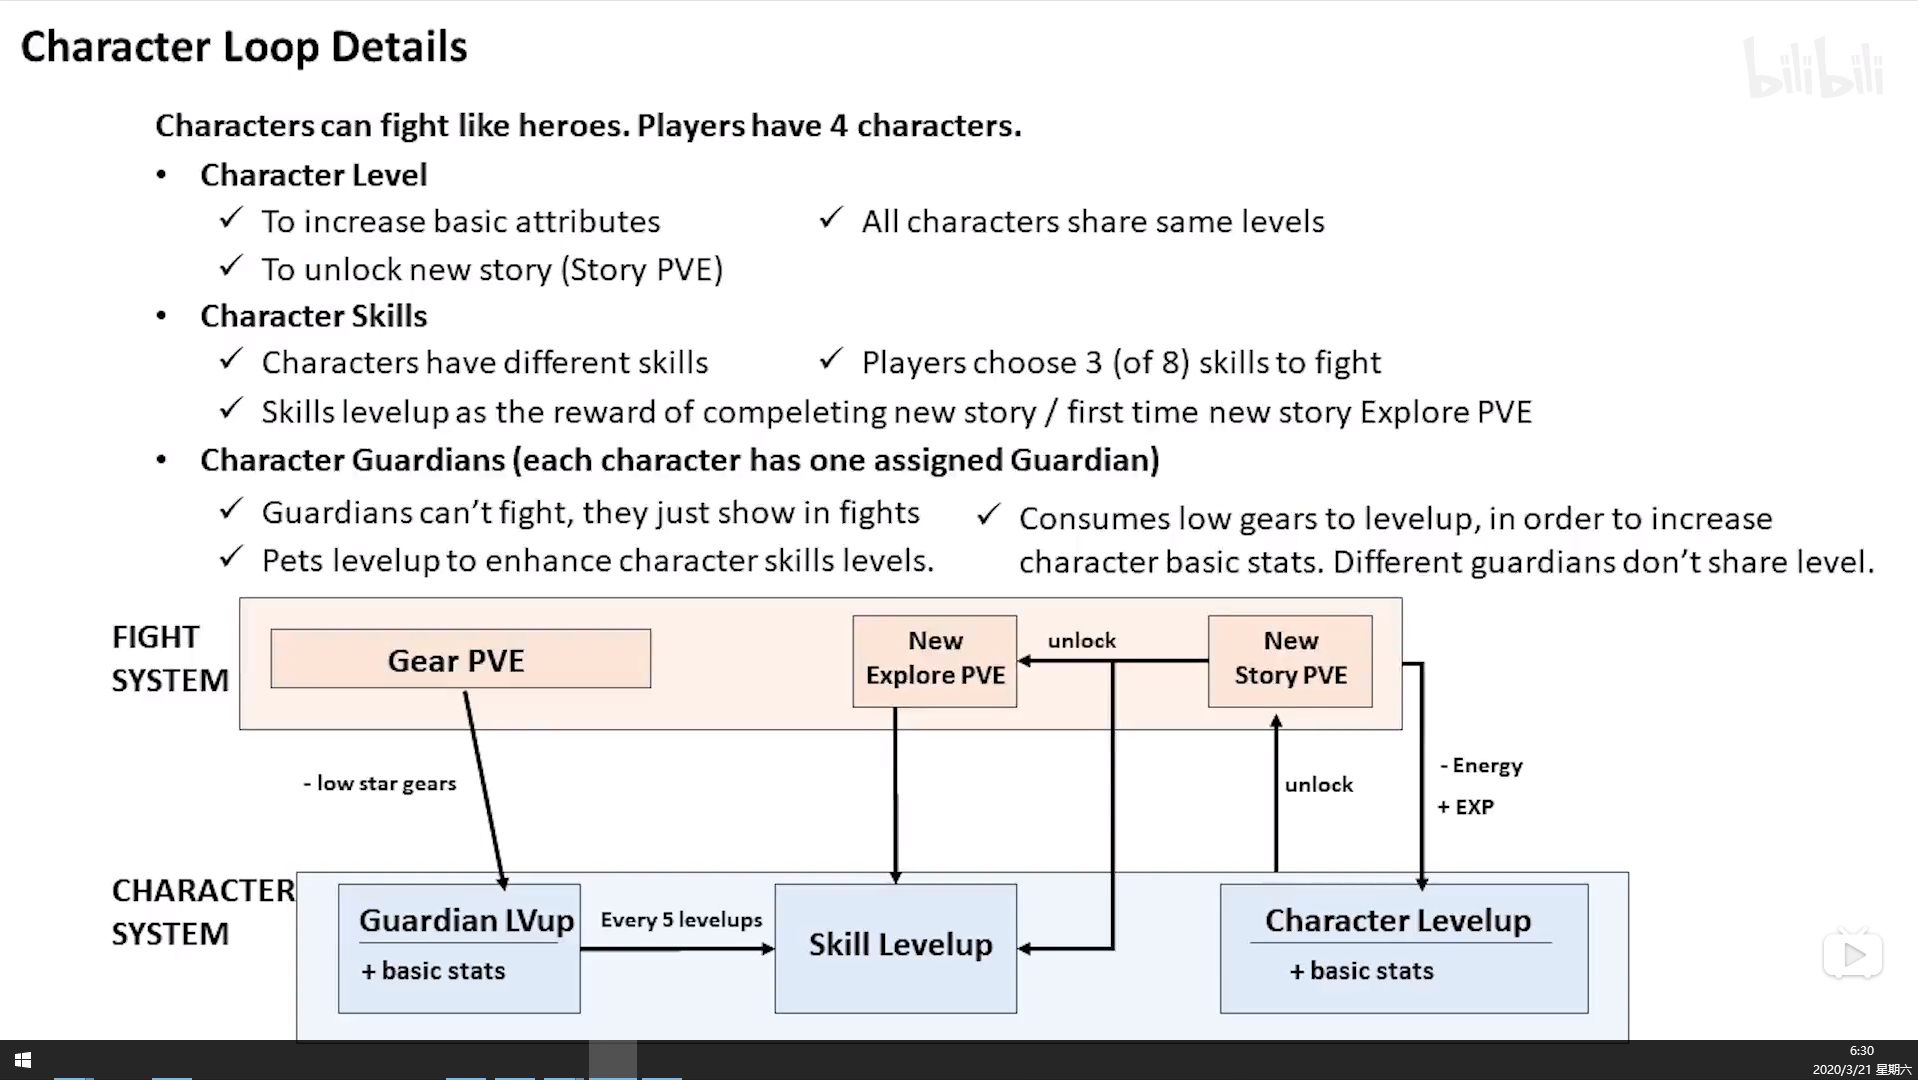 Character Loop Details
bilibili
Characters can fight like heroes. Players have 4 characters.
• Character Level
✓ To increase basic attributes
✓ All characters share same levels
✓ To unlock new story (Story PVE)
• Character Skills
✓ Characters have different skills
✓ Players choose 3 (of 8) skills to fight
✓ Skills levelup as the reward of compeleting new story / first time new story Explore PVE
• Character Guardians (each character has one assigned Guardian)
✓ Guardians can't fight, they just show in fights
✓ Pets levelup to enhance character skills levels.
✓ Consumes low gears to levelup, in order to increase
character basic stats. Different guardians don't share level.
FIGHT
SYSTEM
Gear PVE
New
Explore PVE
unlock
New
Story PVE
- low star gears
unlock
- Energy
+ EXP
CHARACTER
SYSTEM
Guardian LVup
+ basic stats
Every 5 levelups
Skill Levelup
Character Levelup
+ basic stats
6:30
2020/3/21 星期六